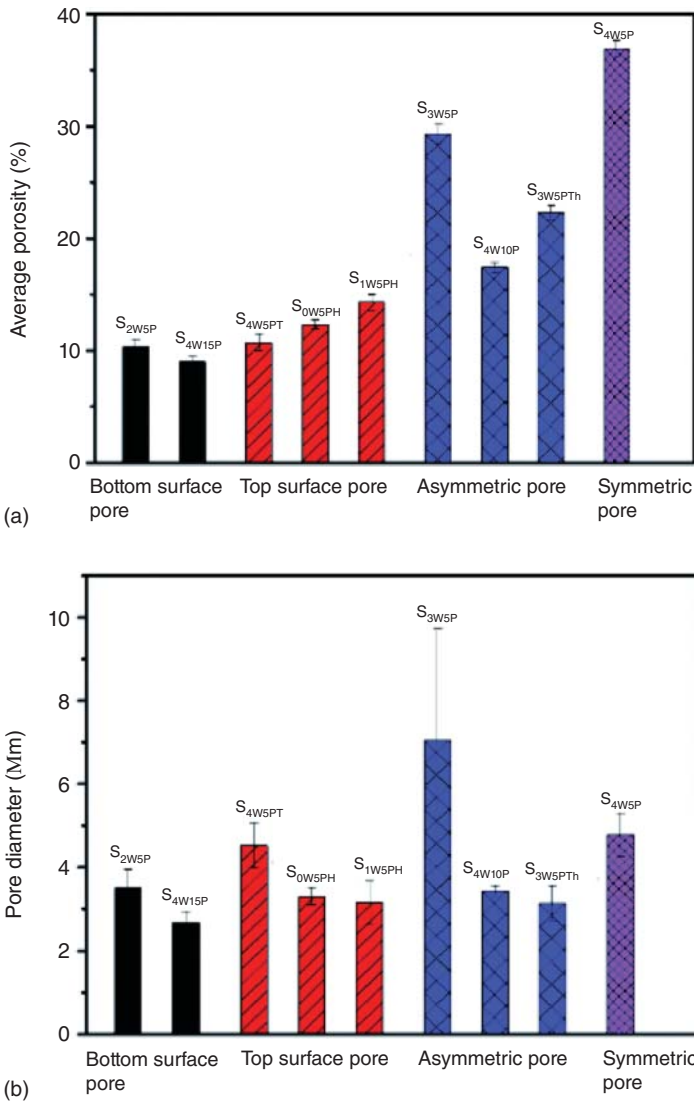 40
30
20
10
0
Average porosity (%)
S2W5P
S4W15P
S4W5PT
S0W5PH
S1W5PH
S3W5P
S4W10P
S3W5PTh
S4W5P
Bottom surface
pore
Top surface pore
Asymmetric pore
Symmetric
pore
(a)
10
8
6
4
2
0
Pore diameter (Mm)
S2W5P
S4W15P
S4W5PT
S0W5PH
S1W5PH
S3W5P
S4W10P
S3W5PTh
S4W5P
Bottom surface
pore
Top surface pore
Asymmetric pore
Symmetric
pore
(b)